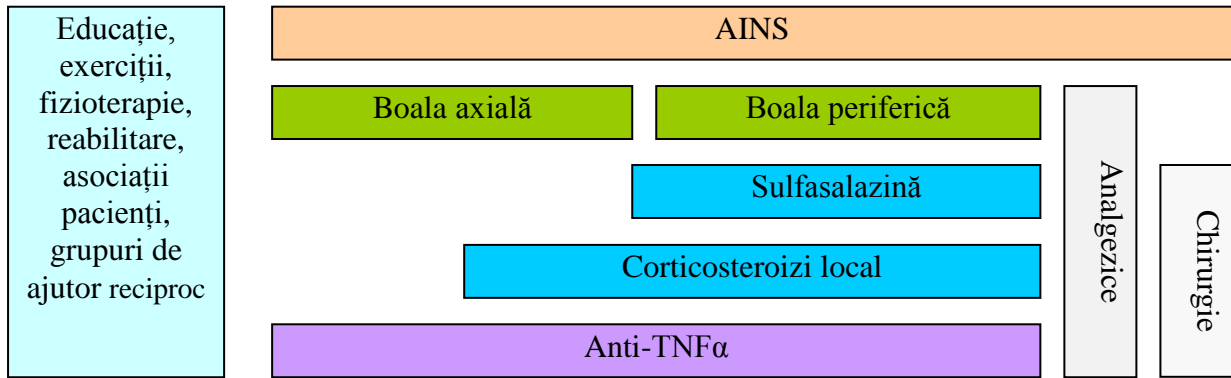 Educație,
exerciții,
fizioterapie,
reabilitare,
asociații
pacienți,
grupuri de
ajutor reciproc
AINS
Boala axială
Boala periferică
Sulfasalazină
Corticosteroizi local
Anti-TNFα
Analgezice
Chirurgie